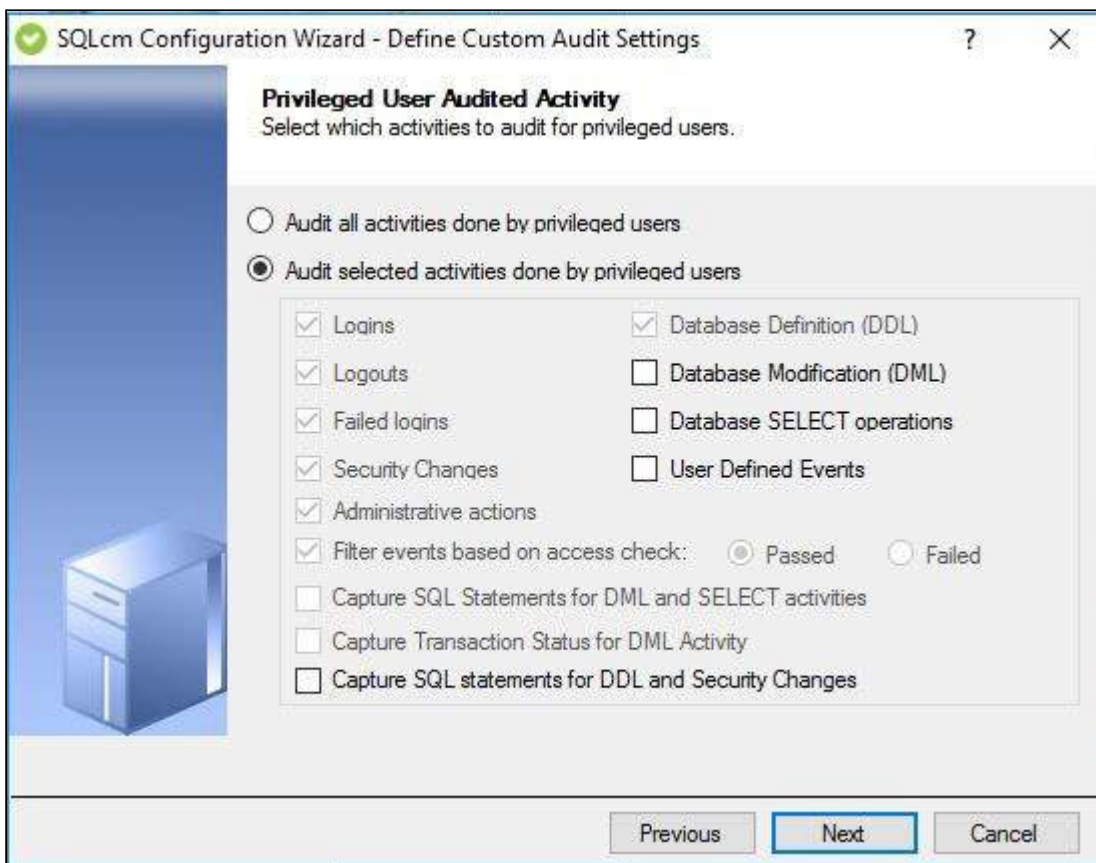 SQLcm Configuration Wizard - Define Custom Audit Settings ? ×
Privileged User Audited Activity
Select which activities to audit for privileged users.
Audit all activities done by privileged users
Audit selected activities done by privileged users
Logins Database Definition (DDL)
Logouts Database Modification (DML)
Failed logins Database SELECT operations
Security Changes User Defined Events
Administrative actions
Filter events based on access check: Passed Failed
Capture SQL Statements for DML and SELECT activities
Capture Transaction Status for DML Activity
Capture SQL statements for DDL and Security Changes
Previous Next Cancel